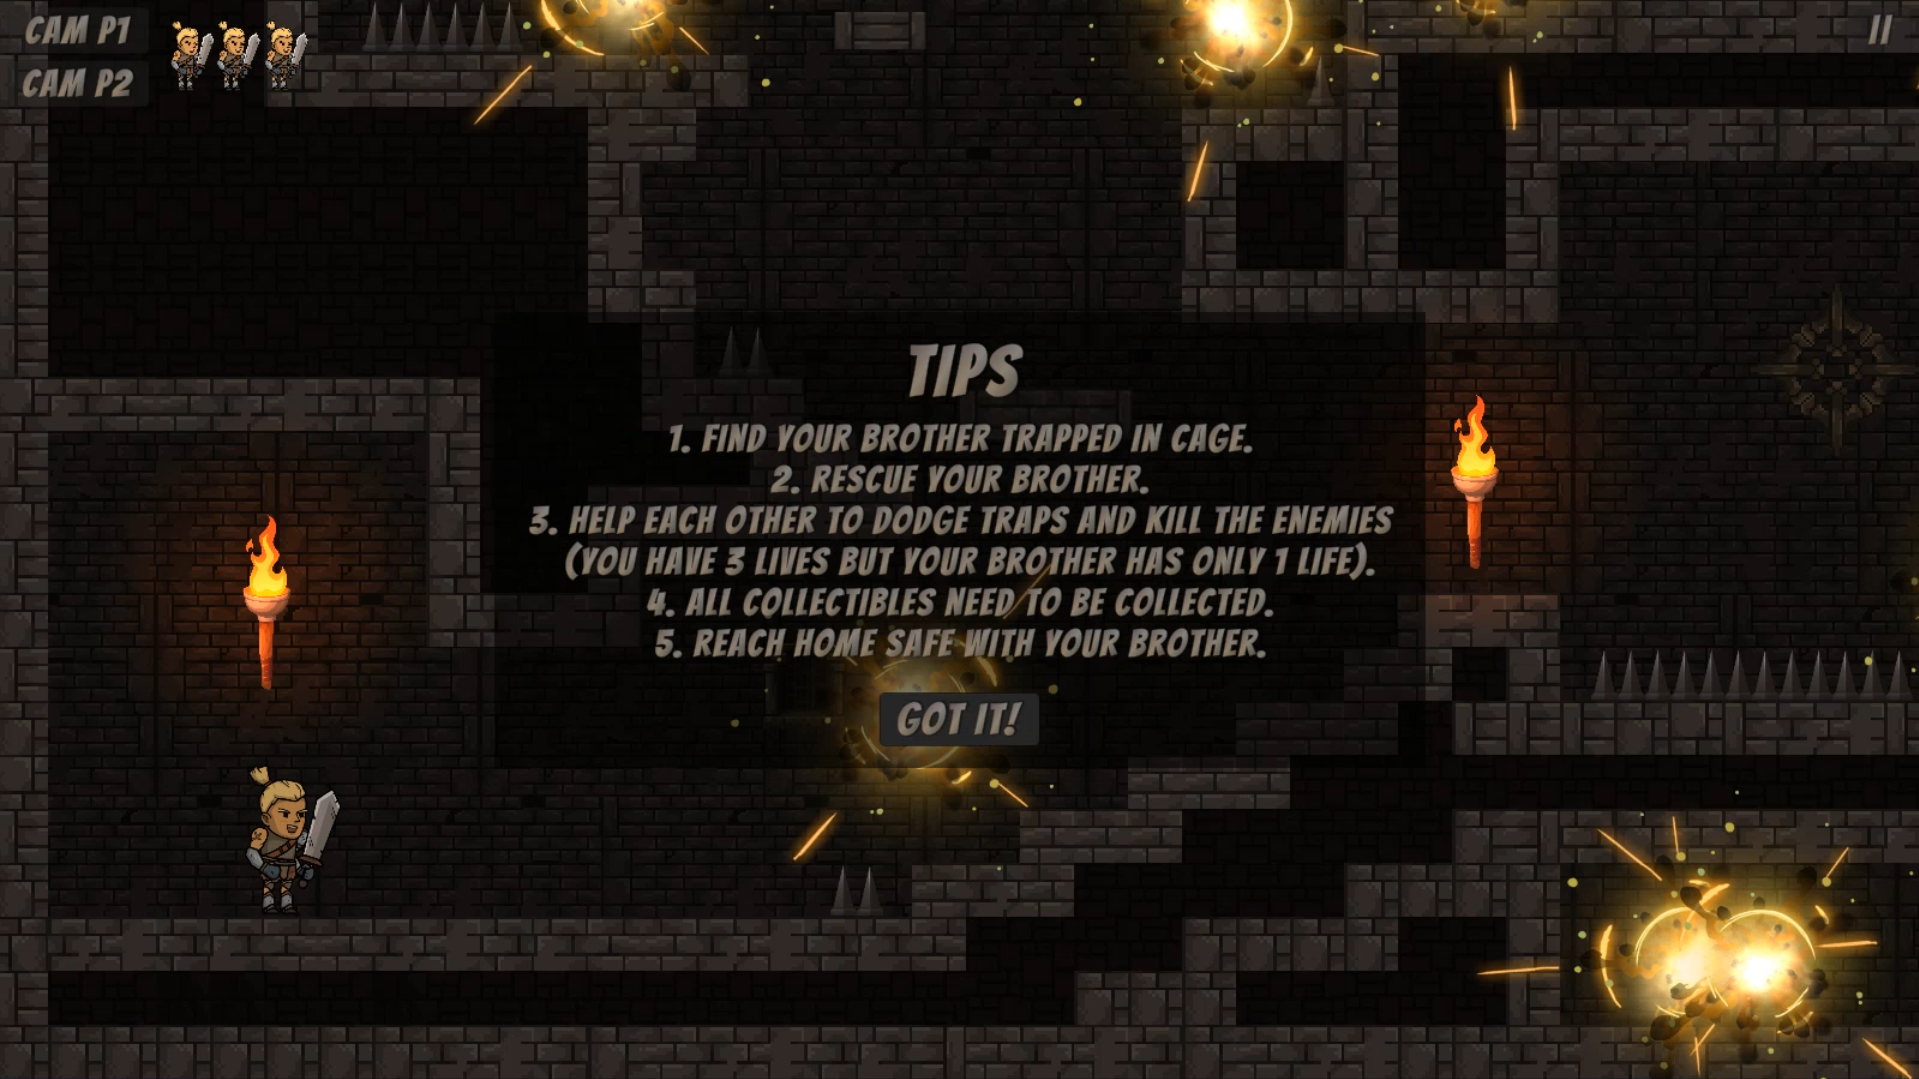 CAM P1
CAM P2
TIPS
1. FIND YOUR BROTHER TRAPPED IN CAGE.
2. RESCUE YOUR BROTHER.
3. HELP EACH OTHER TO DODGE TRAPS AND KILL THE ENEMIES
(YOU HAVE 3 LIVES BUT YOUR BROTHER HAS ONLY 1 LIFE).
4. ALL COLLECTIBLES NEED TO BE COLLECTED.
5. REACH HOME SAFE WITH YOUR BROTHER.
GOT IT!